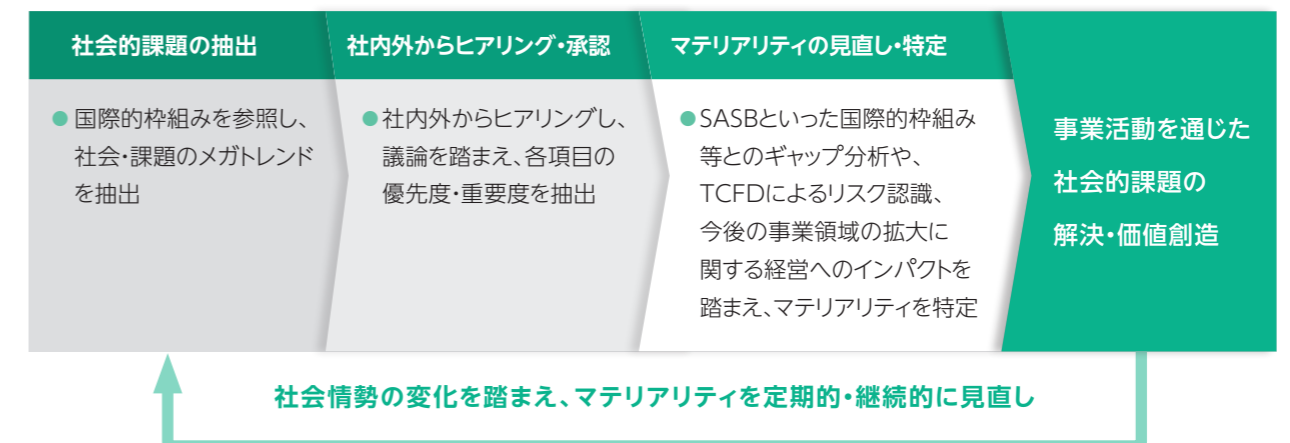 社会的課題の抽出
●国際的枠組みを参照し、
社会・課題のメガトレンド
を抽出
社内外からヒアリング・承認
●社内外からヒアリングし、
議論を踏まえ、各項目の
優先度・重要度を抽出
マテリアリティの見直し・特定
●SASBといった国際的枠組み
等とのギャップ分析や、
TCFDによるリスク認識、
今後の事業領域の拡大に
関する経営へのインパクトを
踏まえ、マテリアリティを特定
事業活動を通じた
社会的課題の
解決・価値創造
社会情勢の変化を踏まえ、マテリアリティを定期的・継続的に見直し